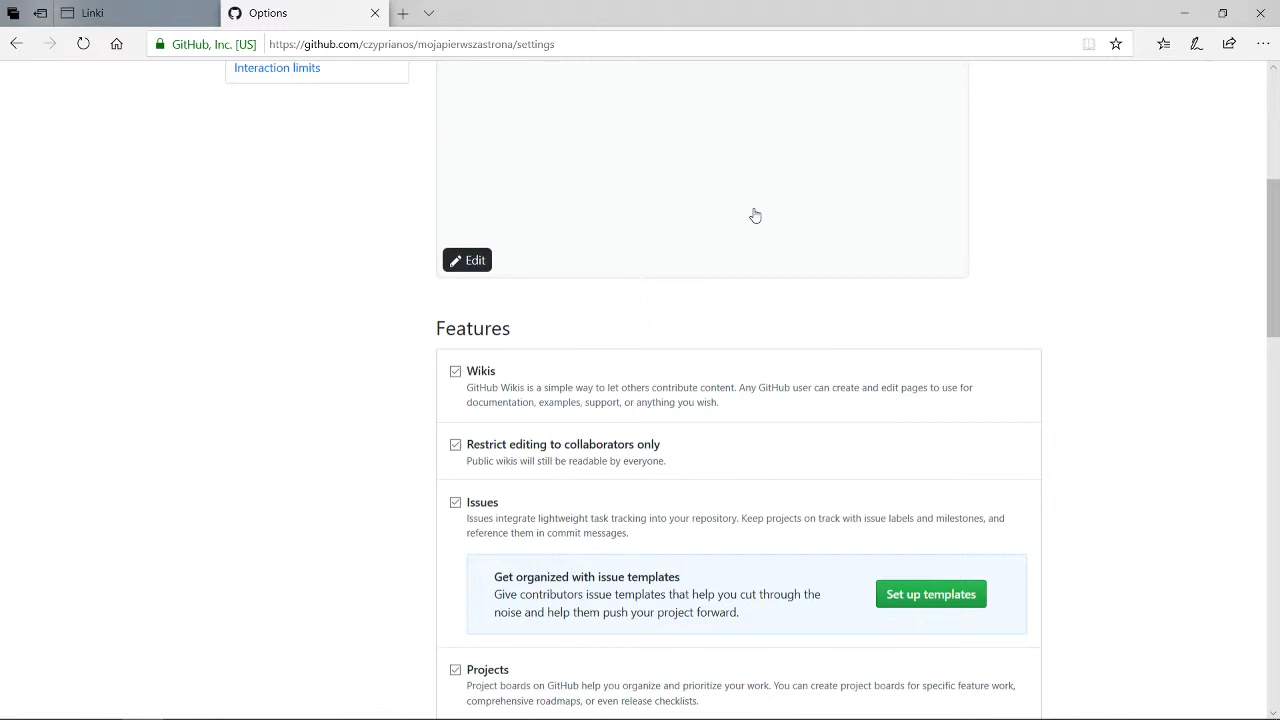 Linki
Options
GitHub, Inc. [US]
https://github.com/czyprianos/mojapierwszastrona/settings
Interaction limits
Edit
Features
Wikis
GitHub Wikis is a simple way to let others contribute content. Any GitHub user can create and edit pages to use for
documentation, examples, support, or anything you wish.
Restrict editing to collaborators only
Public wikis will still be readable by everyone.
Issues
Issues integrate lightweight task tracking into your repository. Keep projects on track with issue labels and milestones, and
reference them in commit messages.
Get organized with issue templates
Give contributors issue templates that help you cut through the
noise and help them push your project forward.
Set up templates
Projects
Project boards on GitHub help you organize and prioritize your work. You can create project boards for specific feature work,
comprehensive roadmaps, or even release checklists.